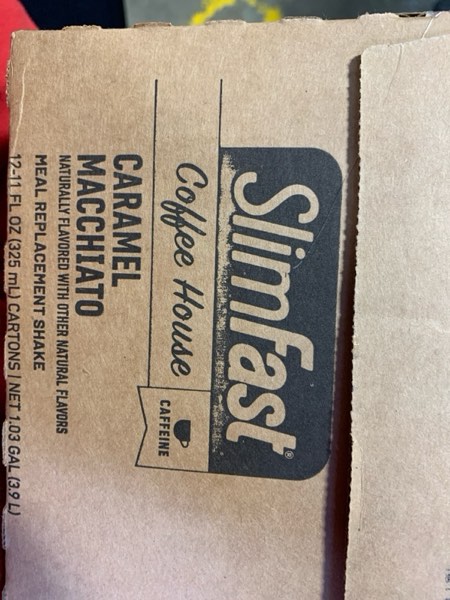 SlimFast®
Coffee House
CAFFEINE
CARAMEL
MACCHIATO
NATURALLY FLAVORED WITH OTHER NATURAL FLAVORS
MEAL REPLACEMENT SHAKE
12-11 FL OZ (325 mL) CARTONS | NET 1.03 GAL (3.9 L)